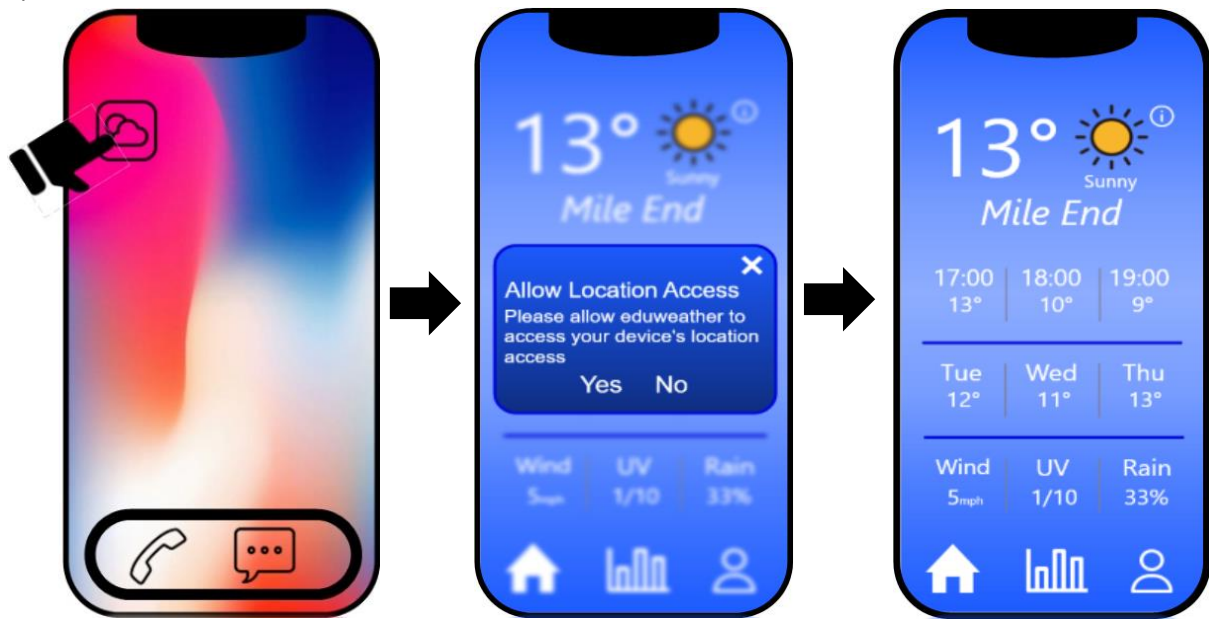 13°
Sunny
Mile End
Allow Location Access
Please allow eduweather to
access your device's location
access
Yes No
Wind UV Rain
5mph 1/10 33%
13°
Sunny
Mile End
17:00 18:00 19:00
13° 10° 9°
Tue Wed Thu
12° 11° 13°
Wind UV Rain
5mph 1/10 33%